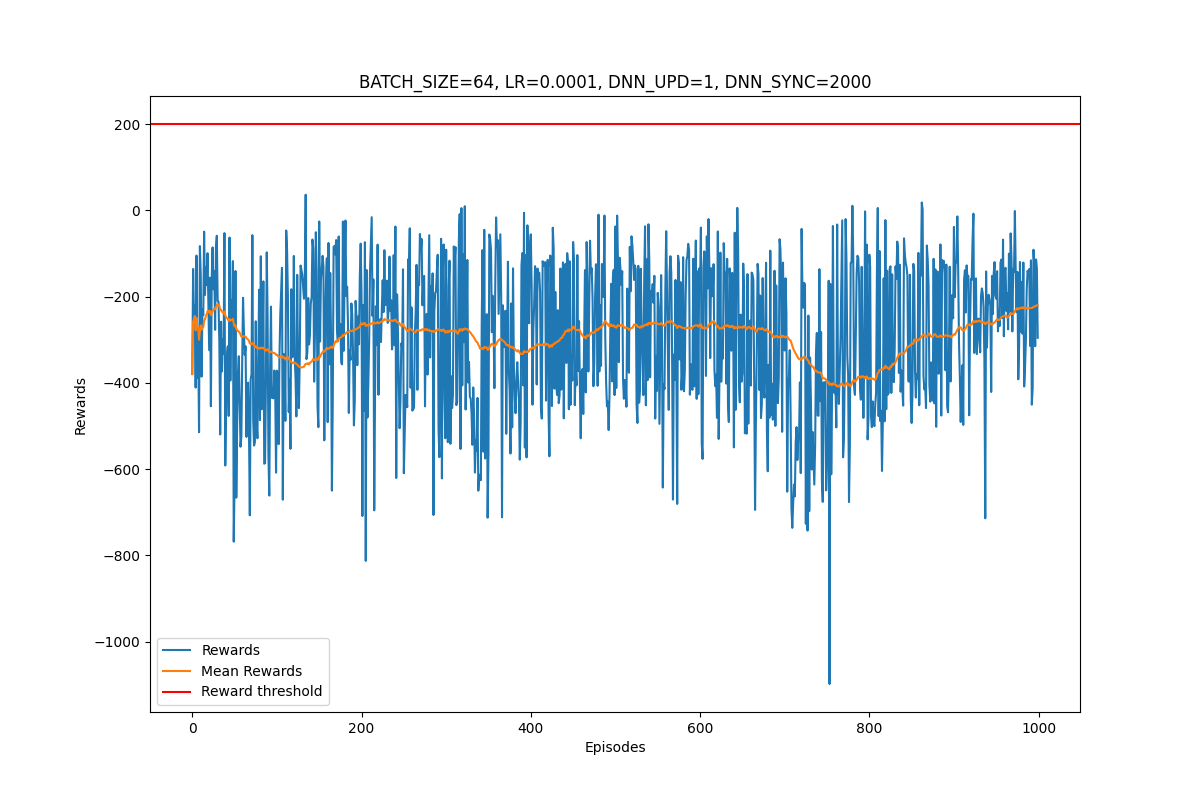 BATCH_SIZE=64, LR=0.0001, DNN_UPD=1, DNN_SYNC=2000
200
0
−200
−400
−600
−800
−1000
Rewards
Rewards
Mean Rewards
Reward threshold
0
200
400
600
800
1000
Episodes